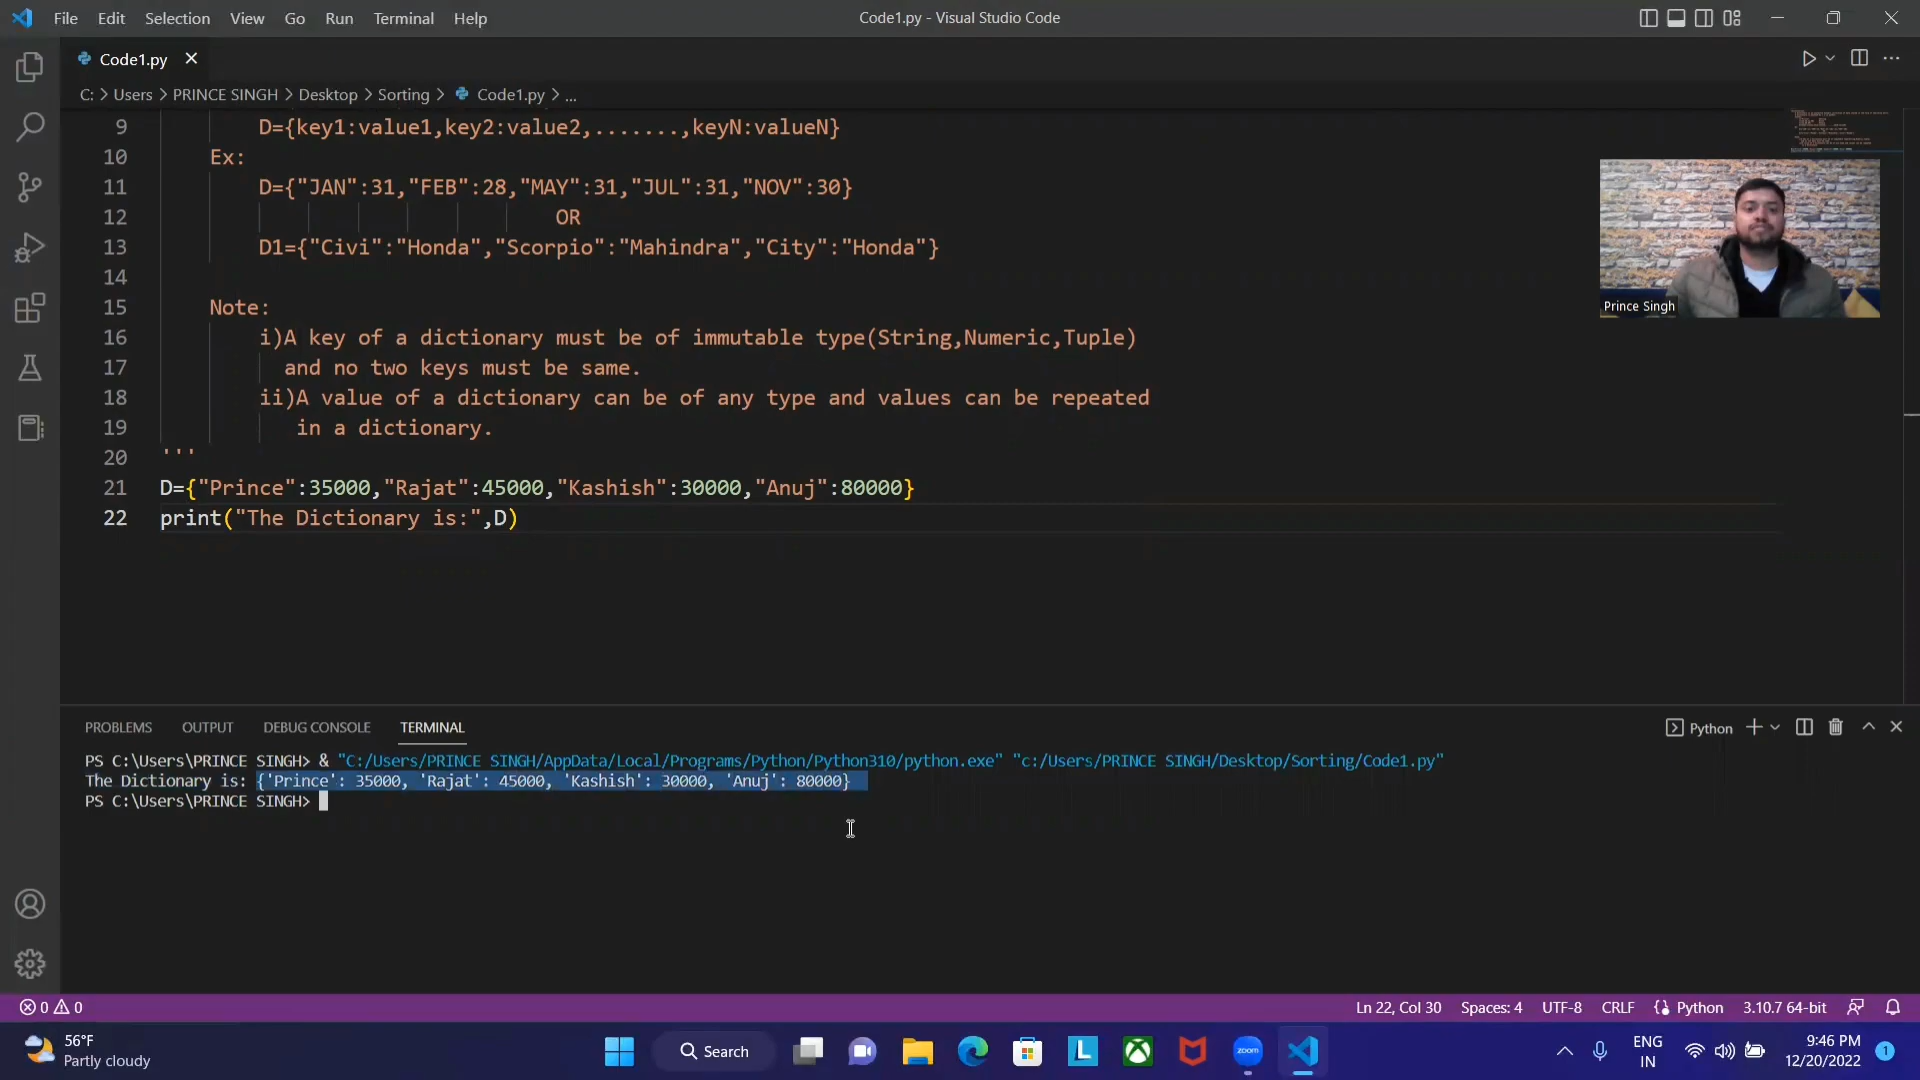 File Edit Selection View Go Run Terminal Help
Code1.py - Visual Studio Code
Code1.py
C: > Users > PRINCE SINGH > Desktop > Sorting > Code1.py > ...
9 D={key1:value1,key2:value2,.......,keyN:valueN}
10 Ex:
11 D={"JAN":31,"FEB":28,"MAY":31,"JUL":31,"NOV":30}
12 OR
13 D1={"Civi":"Honda","Scorpio":"Mahindra","City":"Honda"}
14
15 Note:
16 i)A key of a dictionary must be of immutable type(String,Numeric,Tuple)
17 and no two keys must be same.
18 ii)A value of a dictionary can be of any type and values can be repeated
19 in a dictionary.
20 '''
21 D={"Prince":35000,"Rajat":45000,"Kashish":30000,"Anuj":80000}
22 print("The Dictionary is:",D)
Prince Singh
PROBLEMS OUTPUT DEBUG CONSOLE TERMINAL
Python
PS C:\Users\PRINCE SINGH> & "C:/Users/PRINCE SINGH/AppData/Local/Programs/Python/Python310/python.exe" "c:/Users/PRINCE SINGH/Desktop/Sorting/Code1.py"
The Dictionary is: {'Prince': 35000, 'Rajat': 45000, 'Kashish': 30000, 'Anuj': 80000}
PS C:\Users\PRINCE SINGH>
0 0
Ln 22, Col 30 Spaces: 4 UTF-8 CRLF Python 3.10.7 64-bit
56°F
Partly cloudy
Search
L
zoom
ENG
IN
9:46 PM
12/20/2022
1